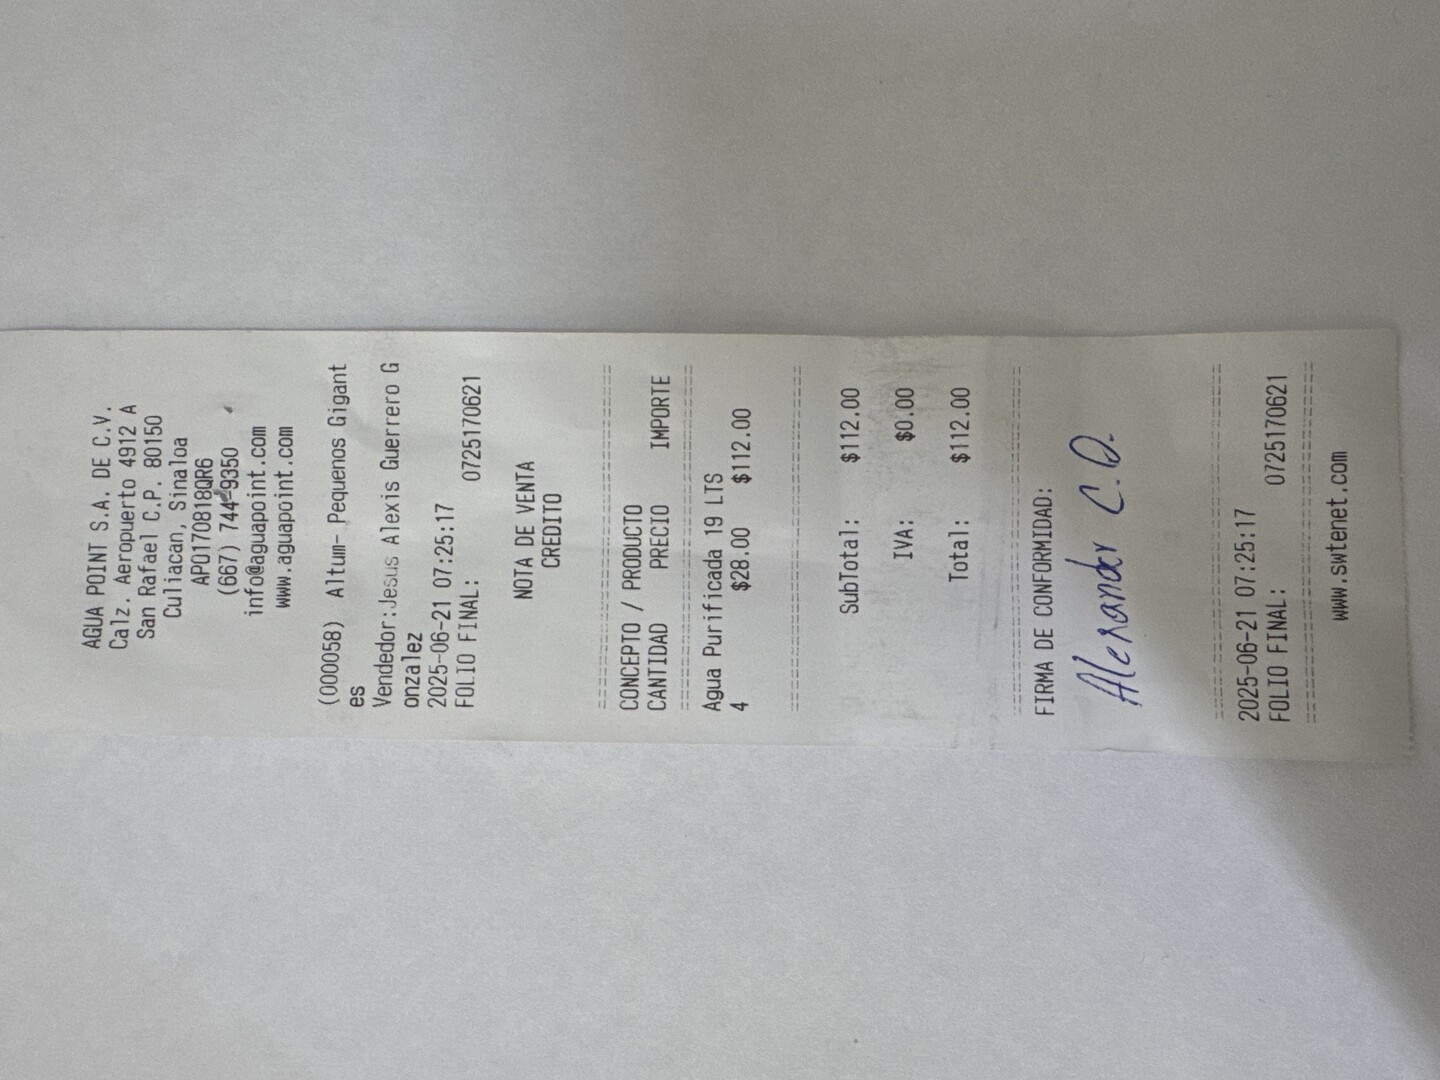 AGUA POINT S.A. DE C.V.
Calz. Aeropuerto 4912 A
San Rafael C.P. 80150
Culiacan, Sinaloa
APO170818QR6
(667) 744-9350
info@aguapoint.com
www.aguapoint.com
(000058) Altum- Pequenos Gigant
es
Vendedor:Jesus Alexis Guerrero G
onzalez
2025-06-21 07:25:17
FOLIO FINAL: 0725170621
NOTA DE VENTA
CREDITO
================================
CONCEPTO / PRODUCTO
CANTIDAD PRECIO IMPORTE
================================
Agua Purificada 19 LTS
4 $28.00 $112.00
================================
SubTotal: $112.00
IVA: $0.00
Total: $112.00
================================
FIRMA DE CONFORMIDAD:
Alexander C.D.
================================
2025-06-21 07:25:17
FOLIO FINAL: 0725170621
================================
www.swtenet.com